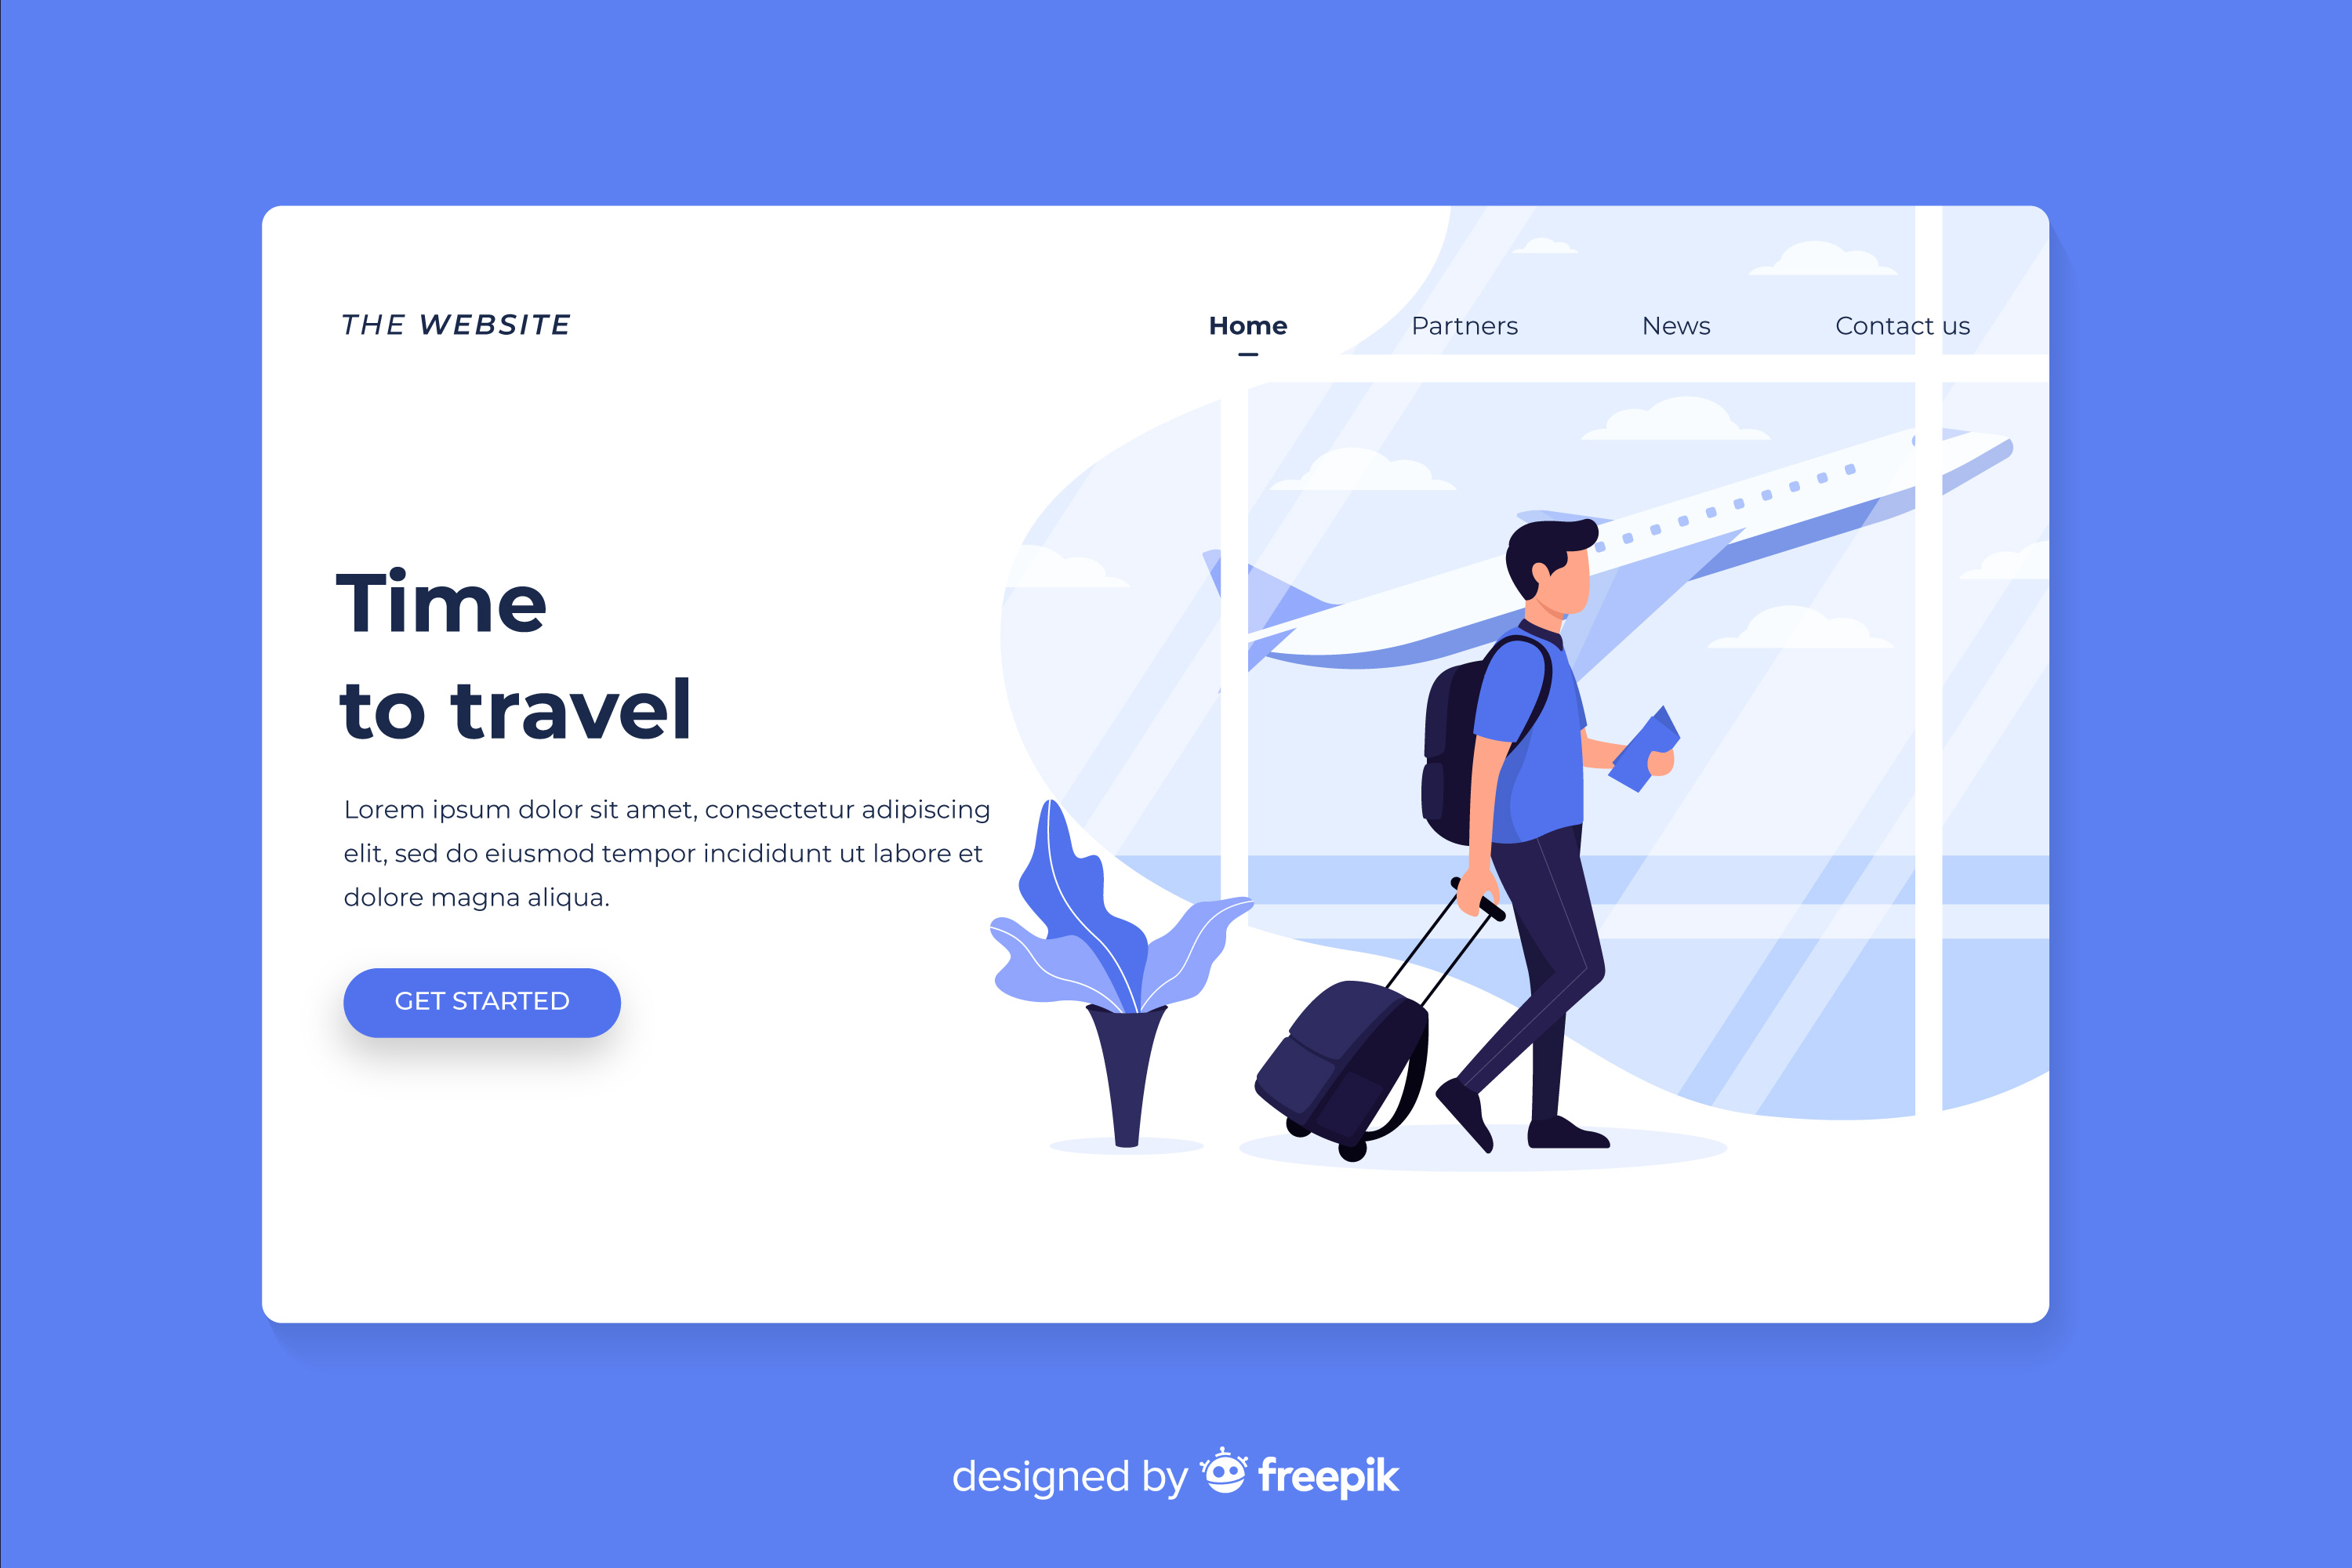 THE WEBSITE
Home Partners News Contact us
Time
to travel
Lorem ipsum dolor sit amet, consectetur adipiscing
elit, sed do eiusmod tempor incididunt ut labore et
dolore magna aliqua.
GET STARTED
designed by freepik